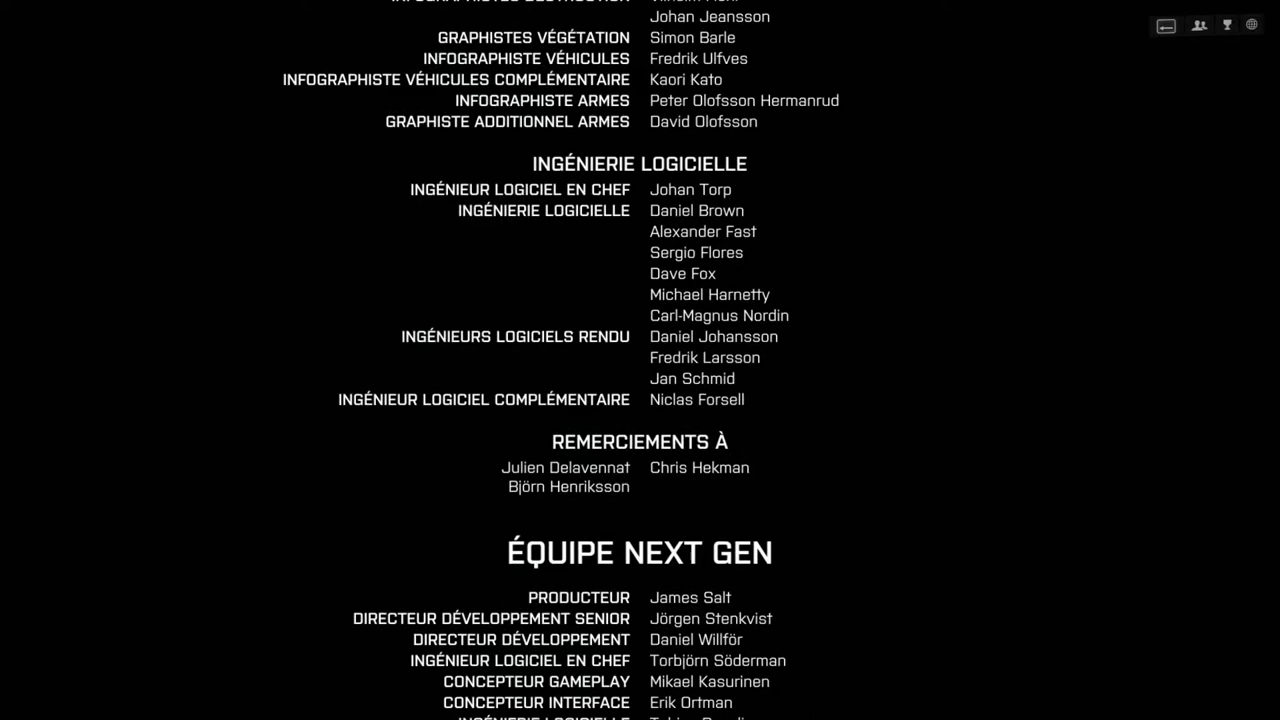 Johan Jeansson
GRAPHISTES VÉGÉTATION Simon Barle
INFOGRAPHISTE VÉHICULES Fredrik Ulfves
INFOGRAPHISTE VÉHICULES COMPLÉMENTAIRE Kaori Kato
INFOGRAPHISTE ARMES Peter Olofsson Hermanrud
GRAPHISTE ADDITIONNEL ARMES David Olofsson
INGÉNIERIE LOGICIELLE
INGÉNIEUR LOGICIEL EN CHEF Johan Torp
INGÉNIERIE LOGICIELLE Daniel Brown
Alexander Fast
Sergio Flores
Dave Fox
Michael Harnetty
Carl-Magnus Nordin
INGÉNIEURS LOGICIELS RENDU Daniel Johansson
Fredrik Larsson
Jan Schmid
INGÉNIEUR LOGICIEL COMPLÉMENTAIRE Niclas Forsell
REMERCIEMENTS À
Julien Delavennat Chris Hekman
Björn Henriksson
ÉQUIPE NEXT GEN
PRODUCTEUR James Salt
DIRECTEUR DÉVELOPPEMENT SENIOR Jörgen Stenkvist
DIRECTEUR DÉVELOPPEMENT Daniel Willför
INGÉNIEUR LOGICIEL EN CHEF Torbjörn Söderman
CONCEPTEUR GAMEPLAY Mikael Kasurinen
CONCEPTEUR INTERFACE Erik Ortman
INGÉNIERIE LOGICIELLE